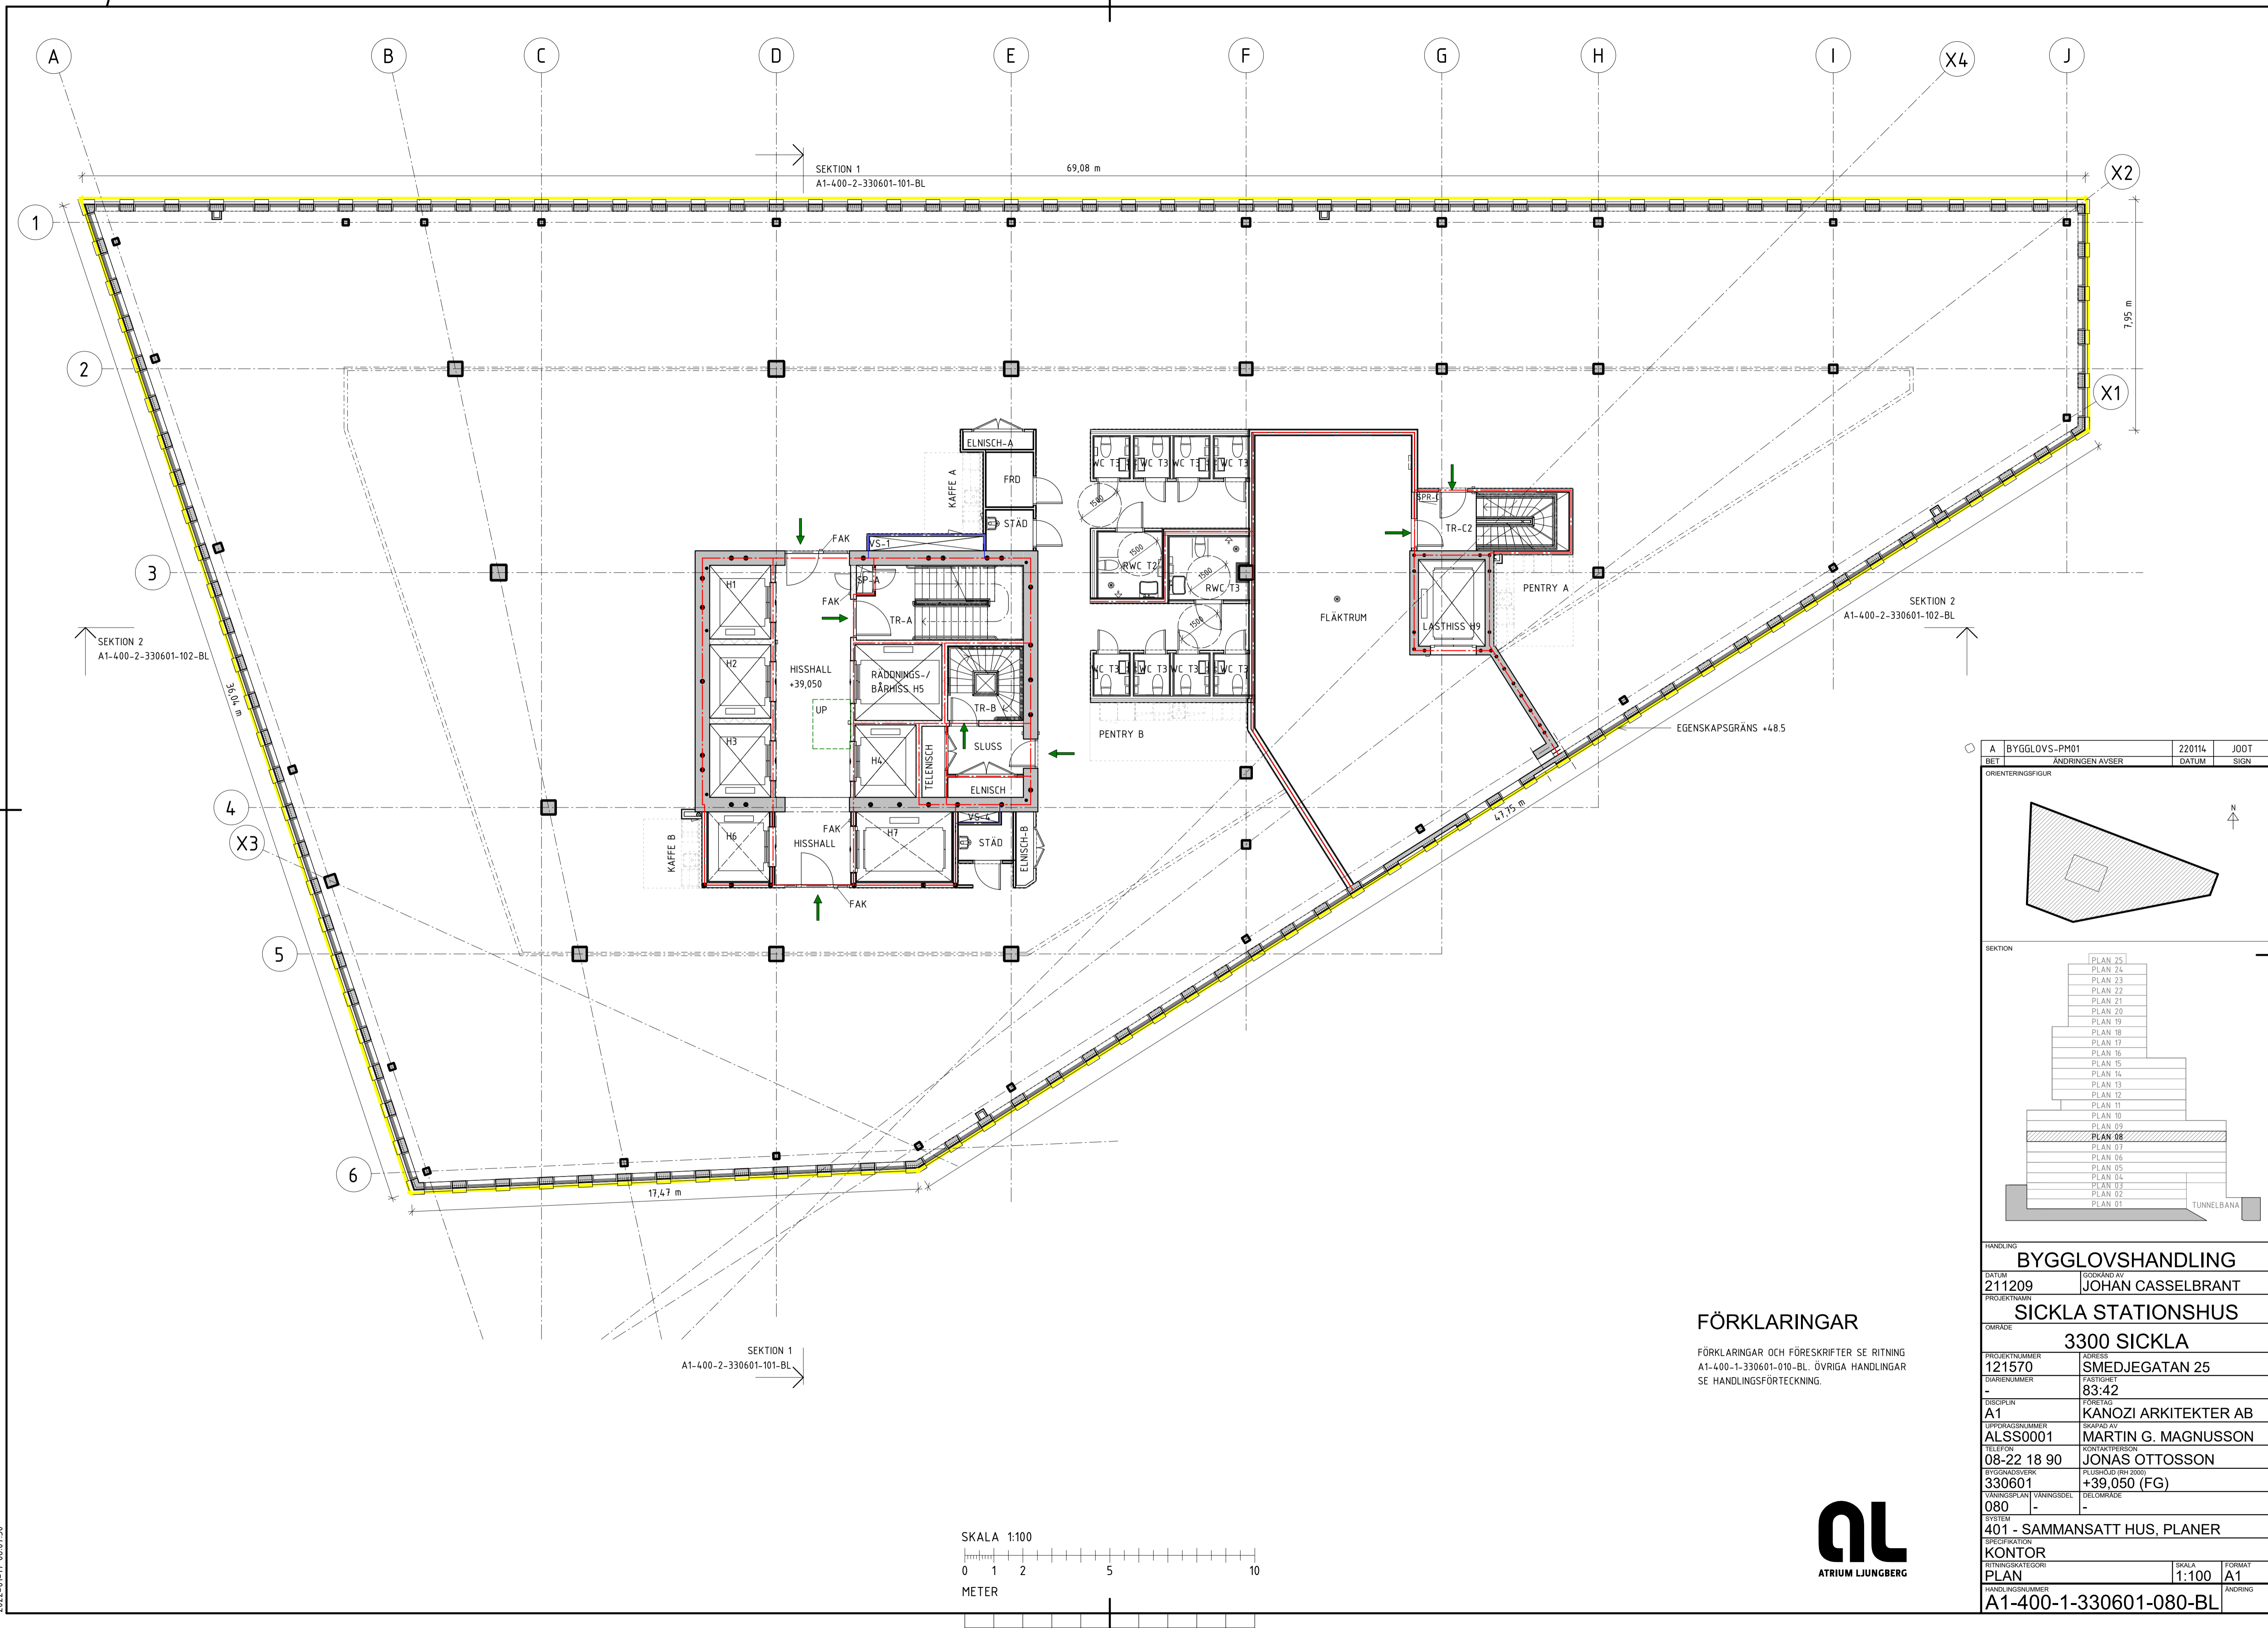 A
B
C
D
E
F
G
H
I
X4
J
SEKTION 1
A1-400-2-330601-101-BL
69,08 m
X2
1
7,95 m
2
X1
ELNISCH-A
KAFFE A
FRD
STÄD
WC T3
WC T3
WC T3
WC T3
1500
SPR-C
TR-C2
FAK
VS-1
3
H1
SP-A
FAK
TR-A
1500
RWC T2
1500
RWC T3
1500
FLÄKTRUM
LASTHISS H9
PENTRY A
SEKTION 2
A1-400-2-330601-102-BL
SEKTION 2
A1-400-2-330601-102-BL
36,04 m
H2
HISSHALL
+39,050
RÄDDNINGS-/
BÅRHISS H5
UP
TR-B
WC T3
WC T3
WC T3
WC T3
PENTRY B
EGENSKAPSGRÄNS +48.5
H3
H4
TELENISCH
SLUSS
ELNISCH
4
47,75 m
X3
KAFFE B
H6
FAK
HISSHALL
H7
VS-4
STÄD
ELNISCH-B
FAK
5
6
17,47 m
SEKTION 1
A1-400-2-330601-101-BL
FÖRKLARINGAR
FÖRKLARINGAR OCH FÖRESKRIFTER SE RITNING
A1-400-1-330601-010-BL. ÖVRIGA HANDLINGAR
SE HANDLINGSFÖRTECKNING.
SKALA 1:100
0 1 2 5 10
METER
aL
ATRIUM LJUNGBERG
A BYGGLOVS-PM01 220114 JOOT
BET ÄNDRINGEN AVSER DATUM SIGN
ORIENTERINGSFIGUR
N
SEKTION
PLAN 25
PLAN 24
PLAN 23
PLAN 22
PLAN 21
PLAN 20
PLAN 19
PLAN 18
PLAN 17
PLAN 16
PLAN 15
PLAN 14
PLAN 13
PLAN 12
PLAN 11
PLAN 10
PLAN 09
PLAN 08
PLAN 07
PLAN 06
PLAN 05
PLAN 04
PLAN 03
PLAN 02
PLAN 01
TUNNELBANA
HANDLING
BYGGLOVSHANDLING
DATUM GODKÄND AV
211209 JOHAN CASSELBRANT
PROJEKTNAMN
SICKLA STATIONSHUS
OMRÅDE
3300 SICKLA
PROJEKTNUMMER ADRESS
121570 SMEDJEGATAN 25
DIARIENUMMER FASTIGHET
- 83:42
DISCIPLIN FÖRETAG
A1 KANOZI ARKITEKTER AB
UPPDRAGSNUMMER SKAPAD AV
ALSS0001 MARTIN G. MAGNUSSON
TELEFON KONTAKTPERSON
08-22 18 90 JONAS OTTOSSON
BYGGNADSVERK PLUSHÖJD (RH 2000)
330601 +39,050 (FG)
VÅNINGSPLAN VÅNINGSDEL DELOMRÅDE
080 - -
SYSTEM
401 - SAMMANSATT HUS, PLANER
SPECIFIKATION
KONTOR
RITNINGSKATEGORI SKALA FORMAT
PLAN 1:100 A1
HANDLINGSNUMMER ÄNDRING
A1-400-1-330601-080-BL